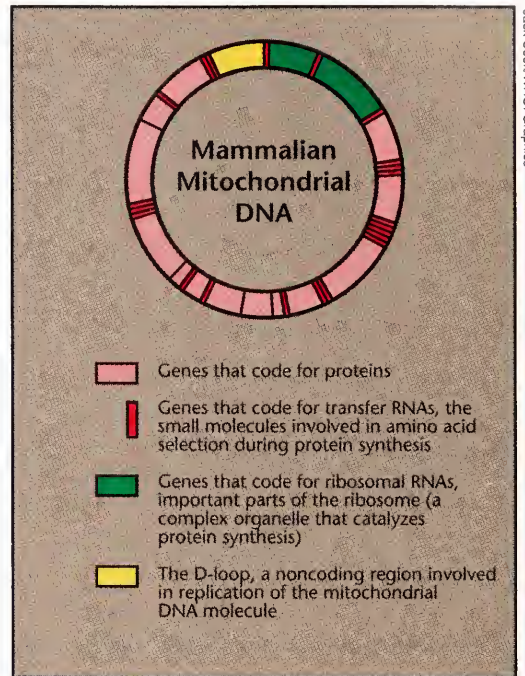 Mammalian
Mitochondrial
DNA
Genes that code for proteins
Genes that code for transfer RNAs, the
small molecules involved in amino acid
selection during protein synthesis
Genes that code for ribosomal RNAs,
important parts of the ribosome (a
complex organelle that catalyzes
protein synthesis)
The D-loop, a noncoding region involved
in replication of the mitochondrial
DNA molecule